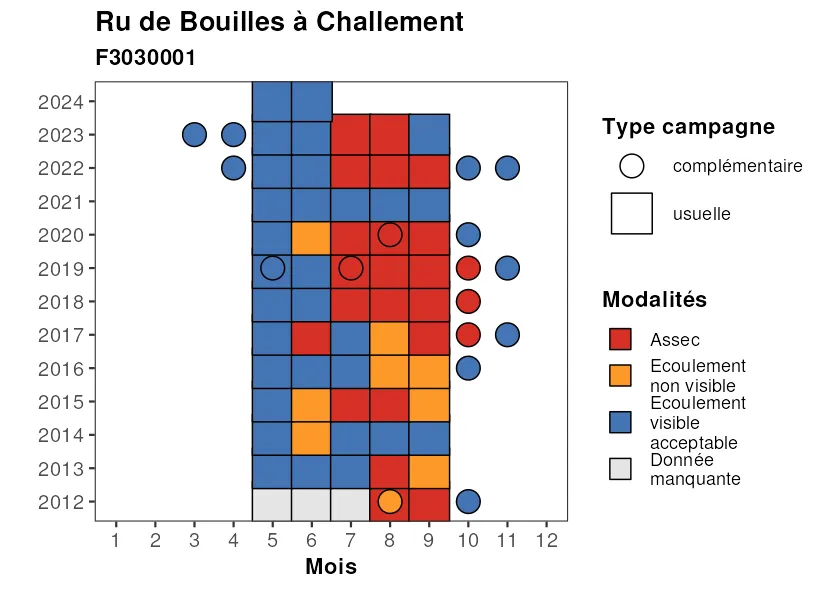 Ru de Bouilles à Challement
F3030001
2024
2023
2022
2021
2020
2019
2018
2017
2016
2015
2014
2013
2012
1 2 3 4 5 6 7 8 9 10 11 12
Mois
Type campagne
complémentaire
usuelle
Modalités
Assec
Ecoulement
non visible
Ecoulement
visible
acceptable
Donnée
manquante